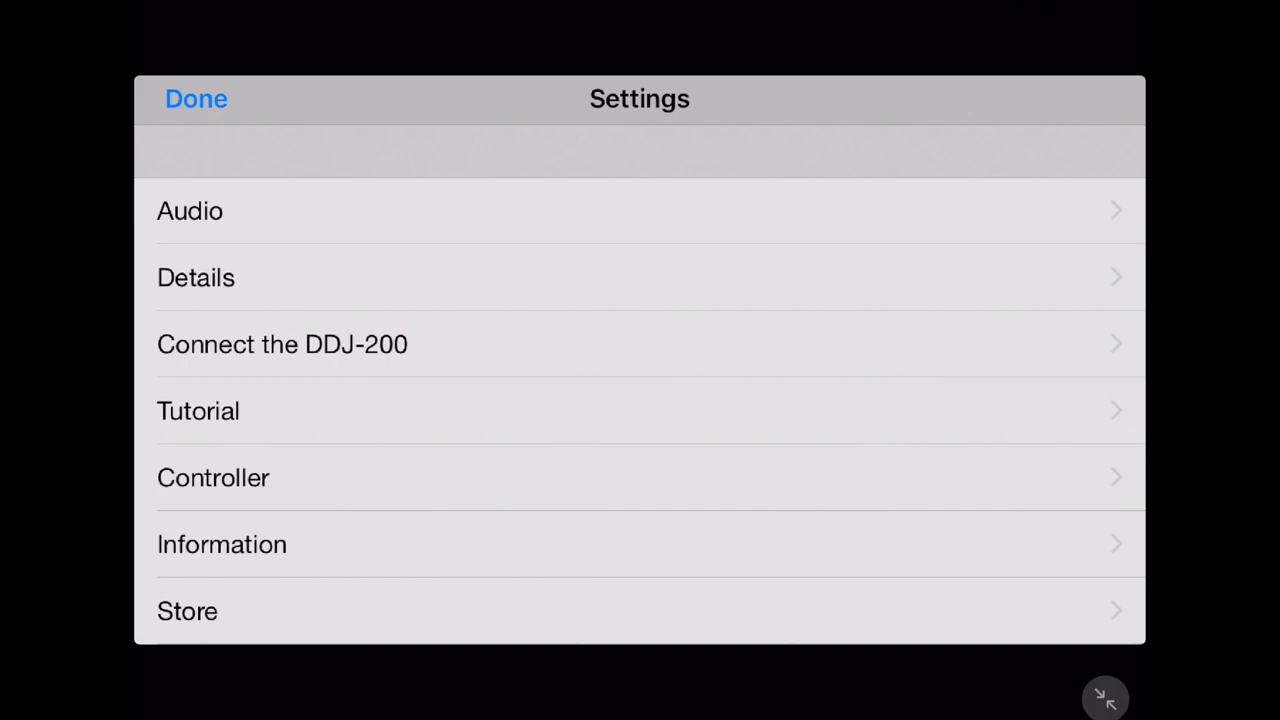 Done
Settings
Audio
Details
Connect the DDJ-200
Tutorial
Controller
Information
Store